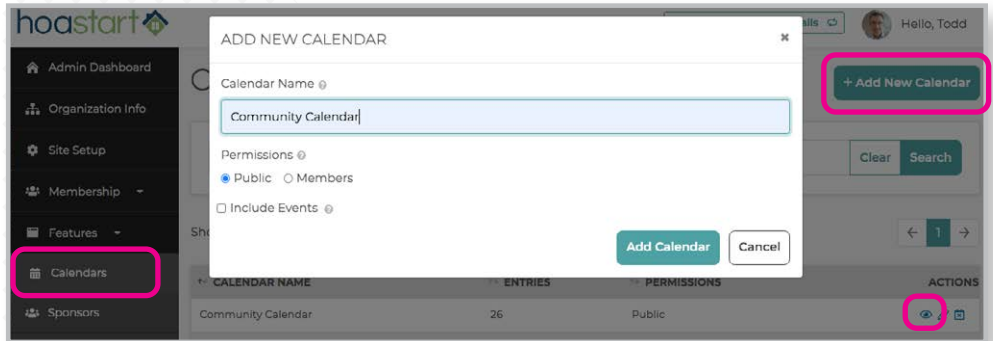 hoastart
ils
Hello, Todd
ADD NEW CALENDAR
×
Admin Dashboard
Calendar Name
+ Add New Calendar
Organization Info
Community Calendar
Site Setup
Permissions
Clear
Search
Public
Members
Membership
Include Events
Features
Sho
1
Add Calendar
Cancel
Calendars
CALENDAR NAME
ENTRIES
PERMISSIONS
ACTIONS
Sponsors
Community Calendar
26
Public